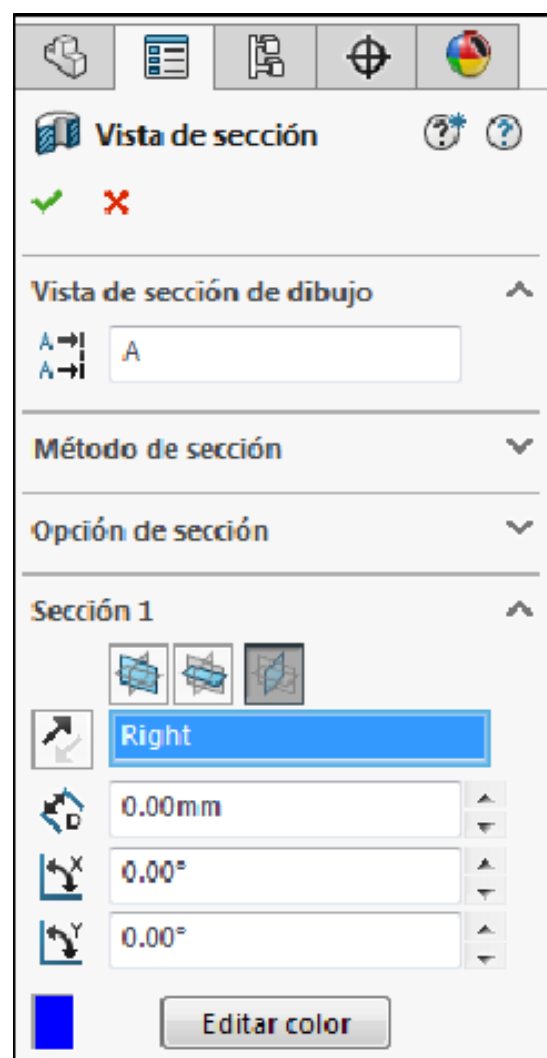 Vista de sección
Vista de sección de dibujo
A
A
A
Método de sección
Opción de sección
Sección 1
Right
D
0.00mm
X
0.00°
Y
0.00°
Editar color